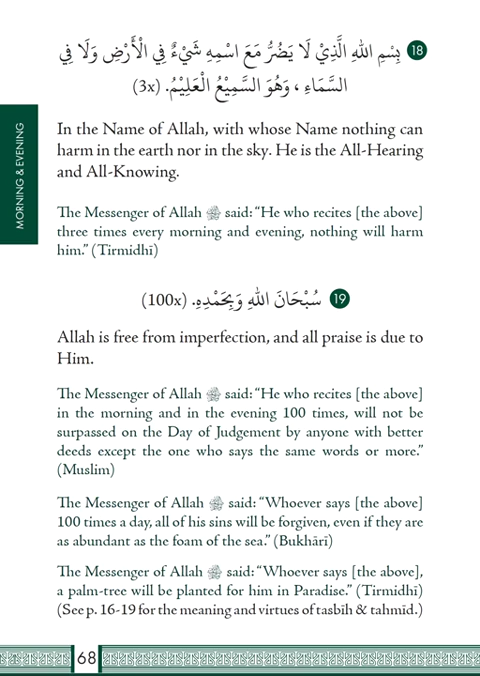 18 بِسْمِ اللهِ الَّذِيْ لَا يَضُرُّ مَعَ اسْمِهِ شَيْءٌ فِي الْأَرْضِ وَلَا فِي
السَّمَاءِ ، وَهُوَ السَّمِيْعُ الْعَلِيْمُ. (3x)
MORNING & EVENING
In the Name of Allah, with whose Name nothing can
harm in the earth nor in the sky. He is the All-Hearing
and All-Knowing.
The Messenger of Allah ﷺ said: “He who recites [the above]
three times every morning and evening, nothing will harm
him.” (Tirmidhī)
19 سُبْحَانَ اللهِ وَبِحَمْدِهِ. (100x)
Allah is free from imperfection, and all praise is due to
Him.
The Messenger of Allah ﷺ said: “He who recites [the above]
in the morning and in the evening 100 times, will not be
surpassed on the Day of Judgement by anyone with better
deeds except the one who says the same words or more.”
(Muslim)
The Messenger of Allah ﷺ said: “Whoever says [the above]
100 times a day, all of his sins will be forgiven, even if they are
as abundant as the foam of the sea.” (Bukhārī)
The Messenger of Allah ﷺ said: “Whoever says [the above],
a palm-tree will be planted for him in Paradise.” (Tirmidhī)
(See p. 16-19 for the meaning and virtues of tasbīh & tahmīd.)
68